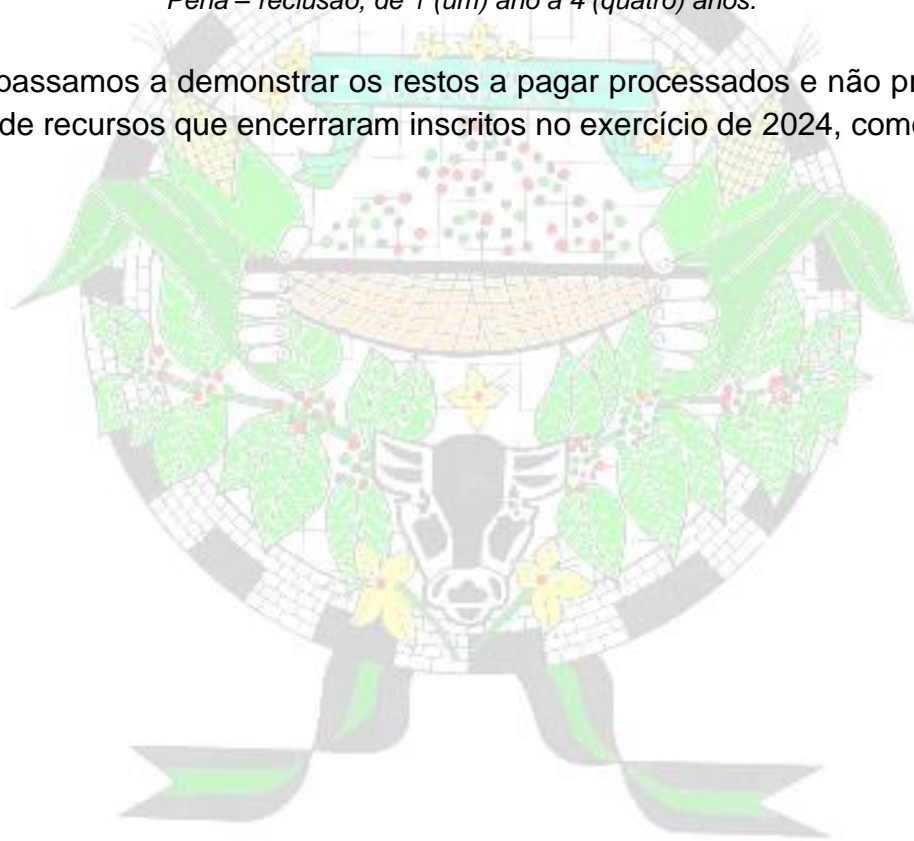 Pena – reclusão, de 1 (um) ano a 4 (quatro) anos.
passamos a demonstrar os restos a pagar processados e não
de recursos que encerraram inscritos no exercício de 2024,